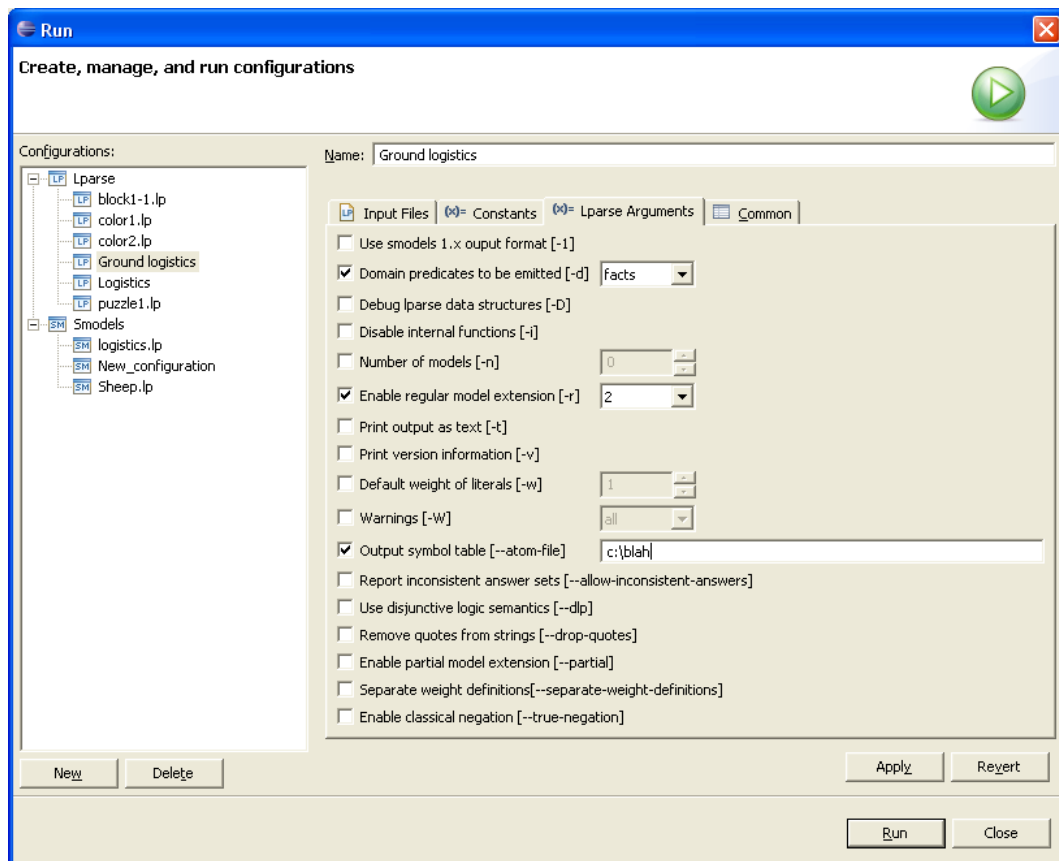 Run
Create, manage, and run configurations
Configurations:
Name: Ground logistics
Lparse
block1-1.lp
color1.lp
color2.lp
Ground logistics
Logistics
puzzle1.lp
Smodels
logistics.lp
New_configuration
Sheep.lp
Input Files (x)= Constants (x)= Lparse Arguments Common
Use smodels 1.x ouput format [-1]
Domain predicates to be emitted [-d] facts
Debug lparse data structures [-D]
Disable internal functions [-i]
Number of models [-n] 0
Enable regular model extension [-r] 2
Print output as text [-t]
Print version information [-v]
Default weight of literals [-w] 1
Warnings [-W] all
Output symbol table [--atom-file] c:\blah
Report inconsistent answer sets [--allow-inconsistent-answers]
Use disjunctive logic semantics [--dlp]
Remove quotes from strings [--drop-quotes]
Enable partial model extension [--partial]
Separate weight definitions[--separate-weight-definitions]
Enable classical negation [--true-negation]
New Delete
Apply Revert
Run Close